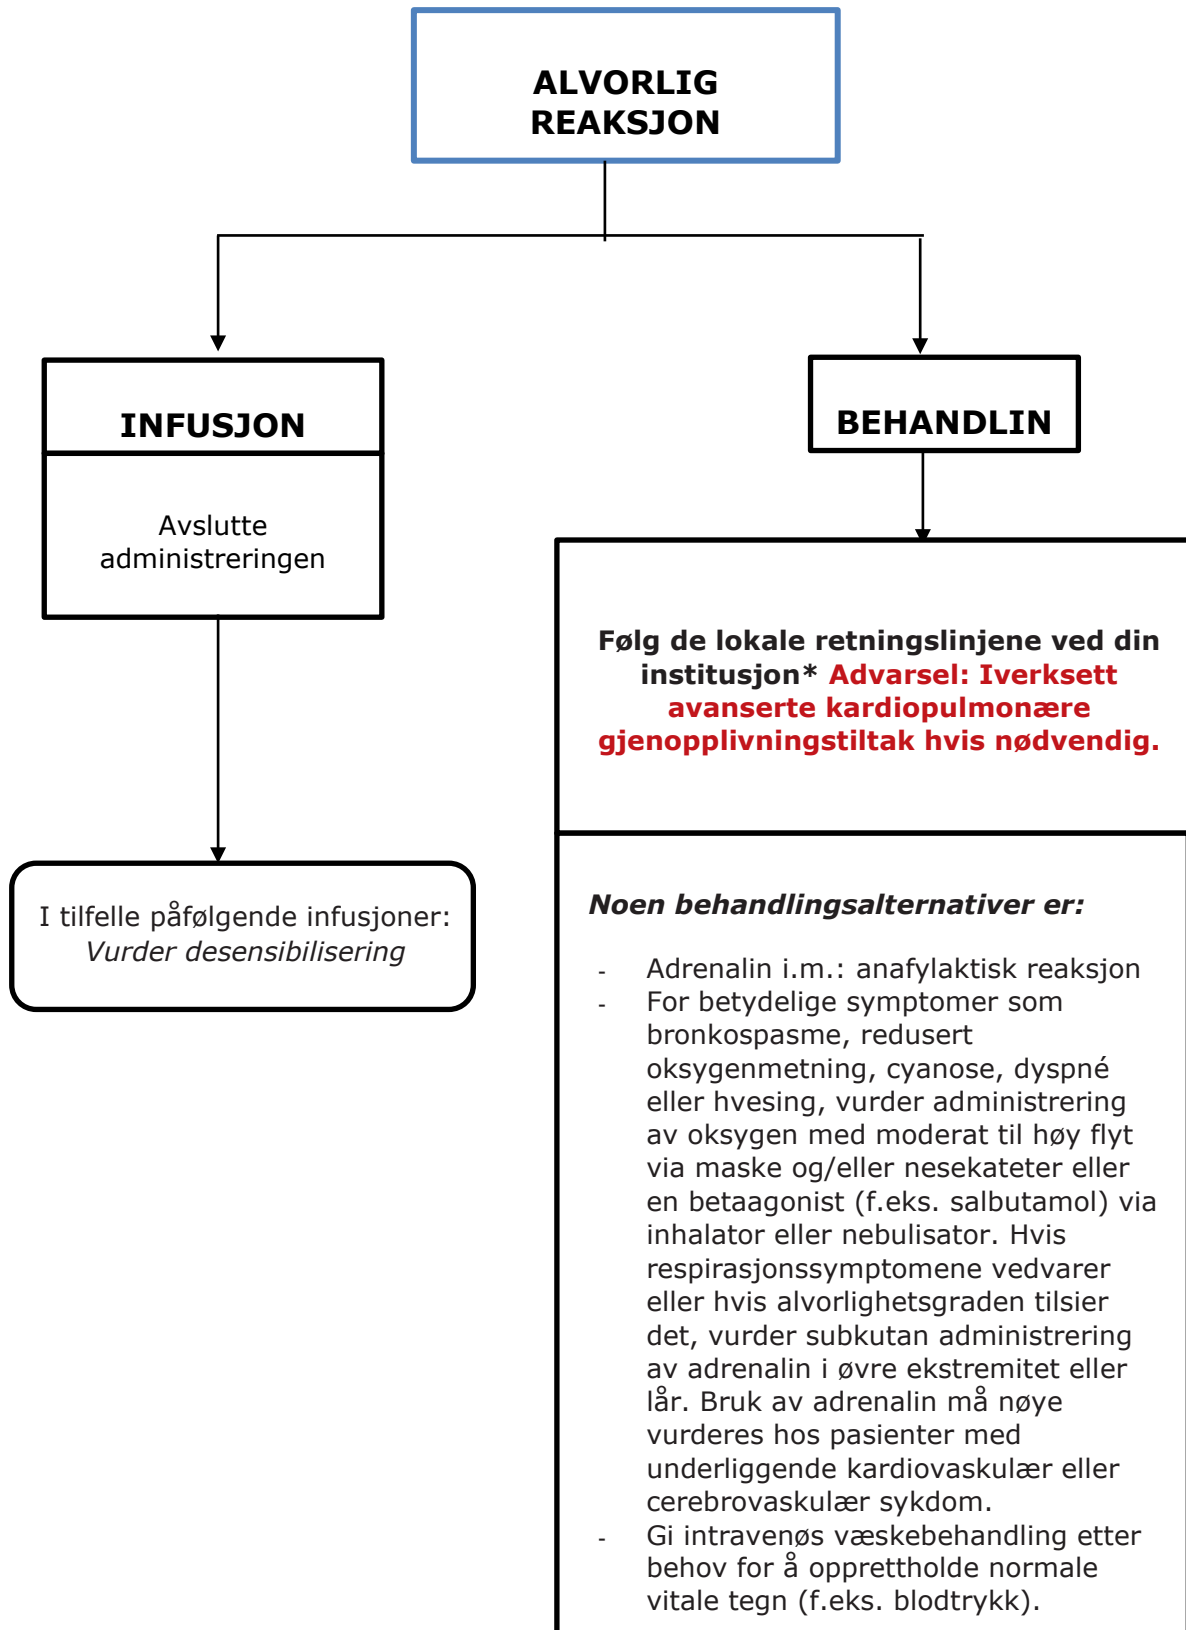 ALVORLIG
REAKSJON
INFUSJON
Avslutte
administreringen
I tilfelle påfølgende infusjoner:
Vurder desensibilisering
BEHANDLIN
Følg de lokale retningslinjene ved din
institusjon* Advarsel: Iverksett
avanserte kardiopulmonære
gjenopplivningstiltak hvis nødvendig.
Noen behandlingsalternativer er:
- Adrenalin i.m.: anafylaktisk reaksjon
- For betydelige symptomer som
bronkospasme, redusert
oksygenmetning, cyanose, dyspné
eller hvesing, vurder administrering
av oksygen med moderat til høy flyt
via maske og/eller nesekateter eller
en betaagonist (f.eks. salbutamol) via
inhalator eller nebulisator. Hvis
respirasjonssymptomene vedvarer
eller hvis alvorlighetsgraden tilsier
det, vurder subkutan administrering
av adrenalin i øvre ekstremitet eller
lår. Bruk av adrenalin må nøye
vurderes hos pasienter med
underliggende kardiovaskulær eller
cerebrovaskulær sykdom.
- Gi intravenøs væskebehandling etter
behov for å opprettholde normale
vitale tegn (f.eks. blodtrykk).